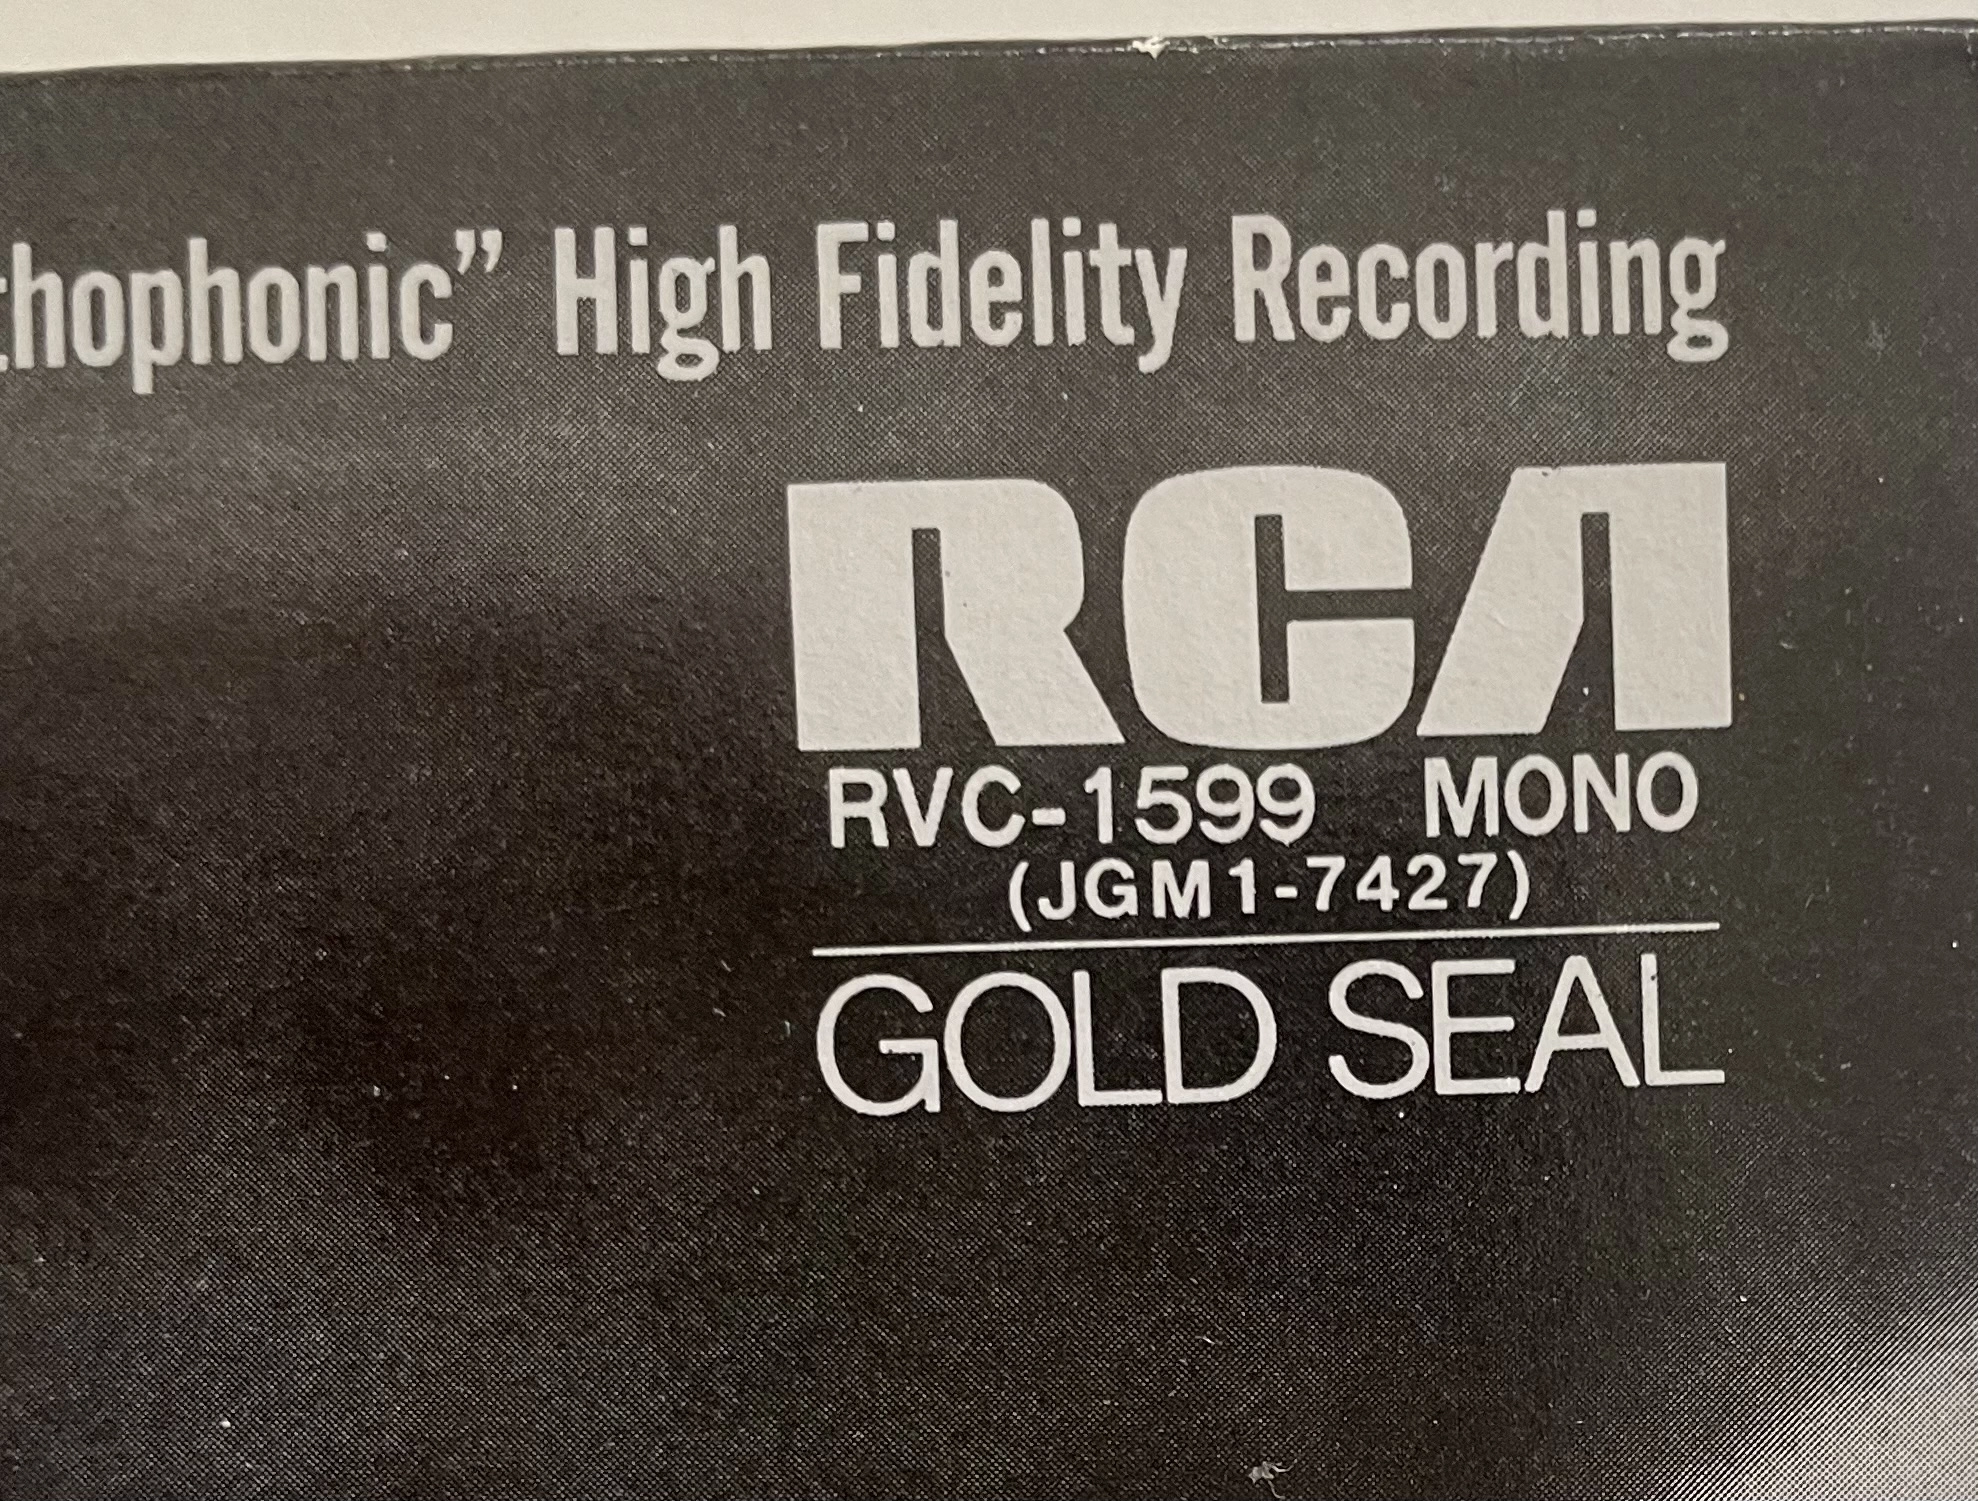 thophonic” High Fidelity Recording
RCA
RVC-1599 MONO
(JGM1-7427)
GOLD SEAL